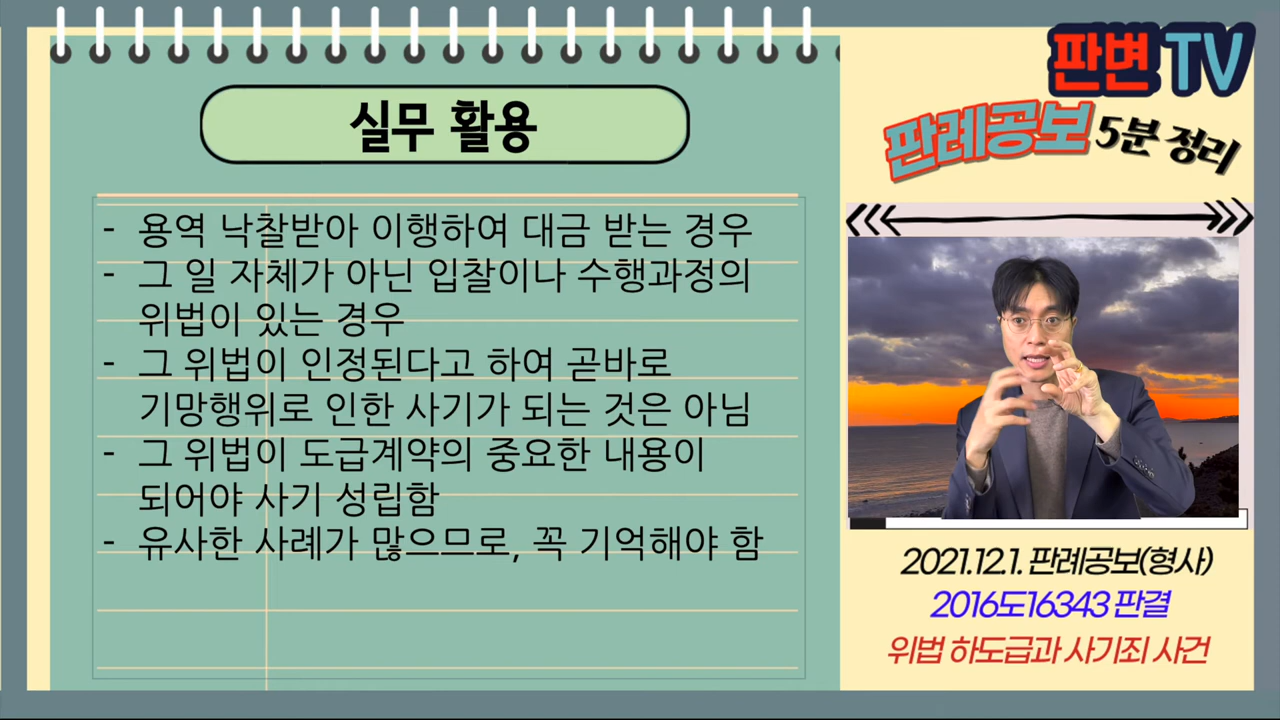 실무 활용
- 용역 낙찰받아 이행하여 대금 받는 경우
- 그 일 자체가 아닌 입찰이나 수행과정의
위법이 있는 경우
- 그 위법이 인정된다고 하여 곧바로
기망행위로 인한 사기가 되는 것은 아님
- 그 위법이 도급계약의 중요한 내용이
되어야 사기 성립함
- 유사한 사례가 많으므로, 꼭 기억해야 함
판변 TV
판례공보 5분 정리
2021.12.1. 판례공보(형사)
2016도16343 판결
위법 하도급과 사기죄 사건